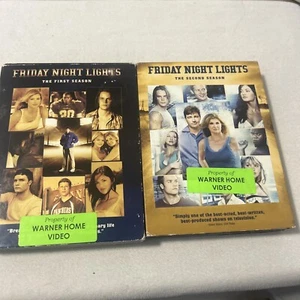 FRIDAY NIGHT LIGHTS
THE FIRST SEASON
20
Property of
WARNER HOME
VIDEO
FRIDAY NIGHT LIGHTS
THE SECOND SEASON
Property of
WARNER HOME
VIDEO
"Simply one of the best-acted, best-written,
best-produced shows on television."